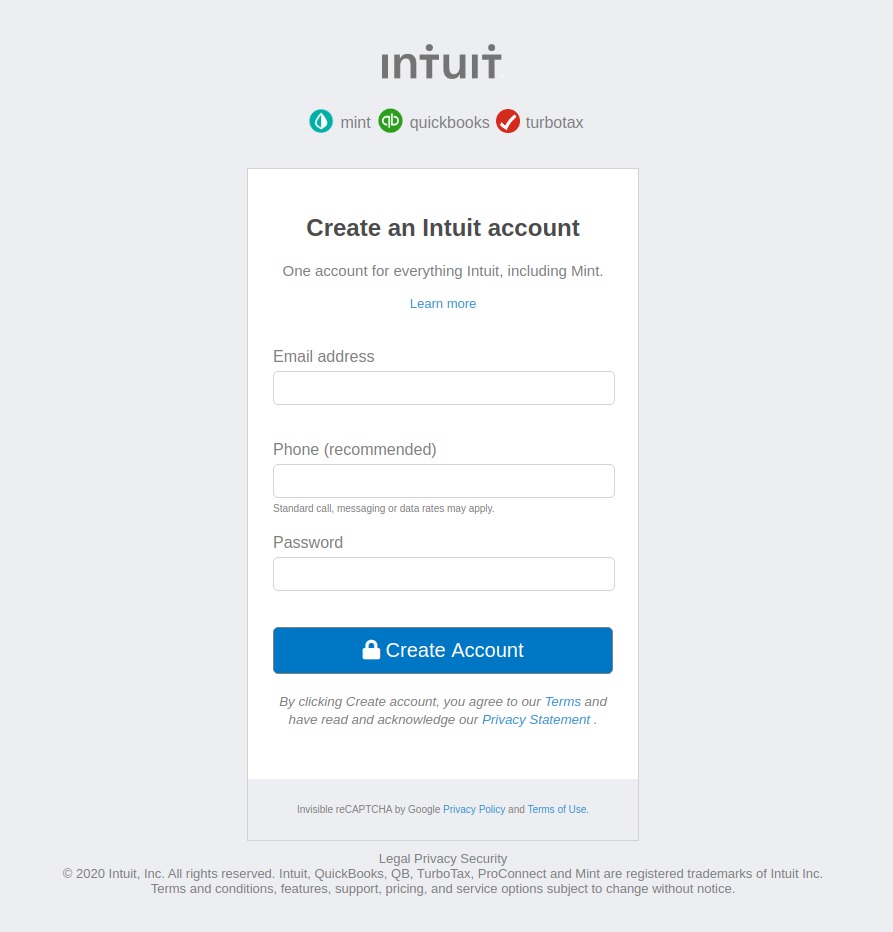 intuit
mint quickbooks turbotax
Create an Intuit account
One account for everything Intuit, including Mint.
Learn more
Email address
Phone (recommended)
Standard call, messaging or data rates may apply.
Password
Create Account
By clicking Create account, you agree to our Terms and
have read and acknowledge our Privacy Statement .
Invisible reCAPTCHA by Google Privacy Policy and Terms of Use.
Legal Privacy Security
© 2020 Intuit, Inc. All rights reserved. Intuit, QuickBooks, QB, TurboTax, ProConnect and Mint are registered trademarks of Intuit Inc.
Terms and conditions, features, support, pricing, and service options subject to change without notice.